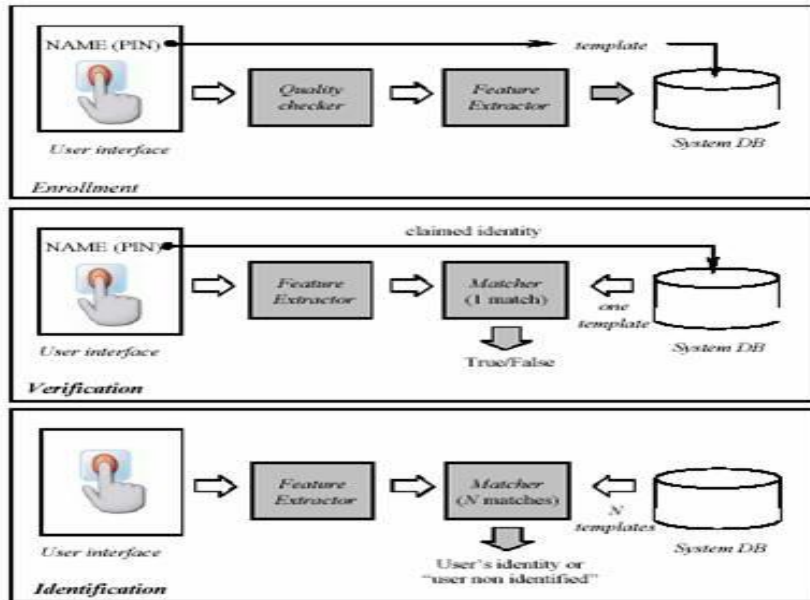 NAME (PIN)
template
Quality
checker
Feature
Extractor
User interface
System DB
Enrollment
claimed identity
NAME (PIN)
Feature
Extractor
Matcher
(1 match)
one
template
User interface
True/False
System DB
Verification
Feature
Extractor
Matcher
(N matches)
N
templates
User interface
System DB
User's identity or
"user non identified"
Identification